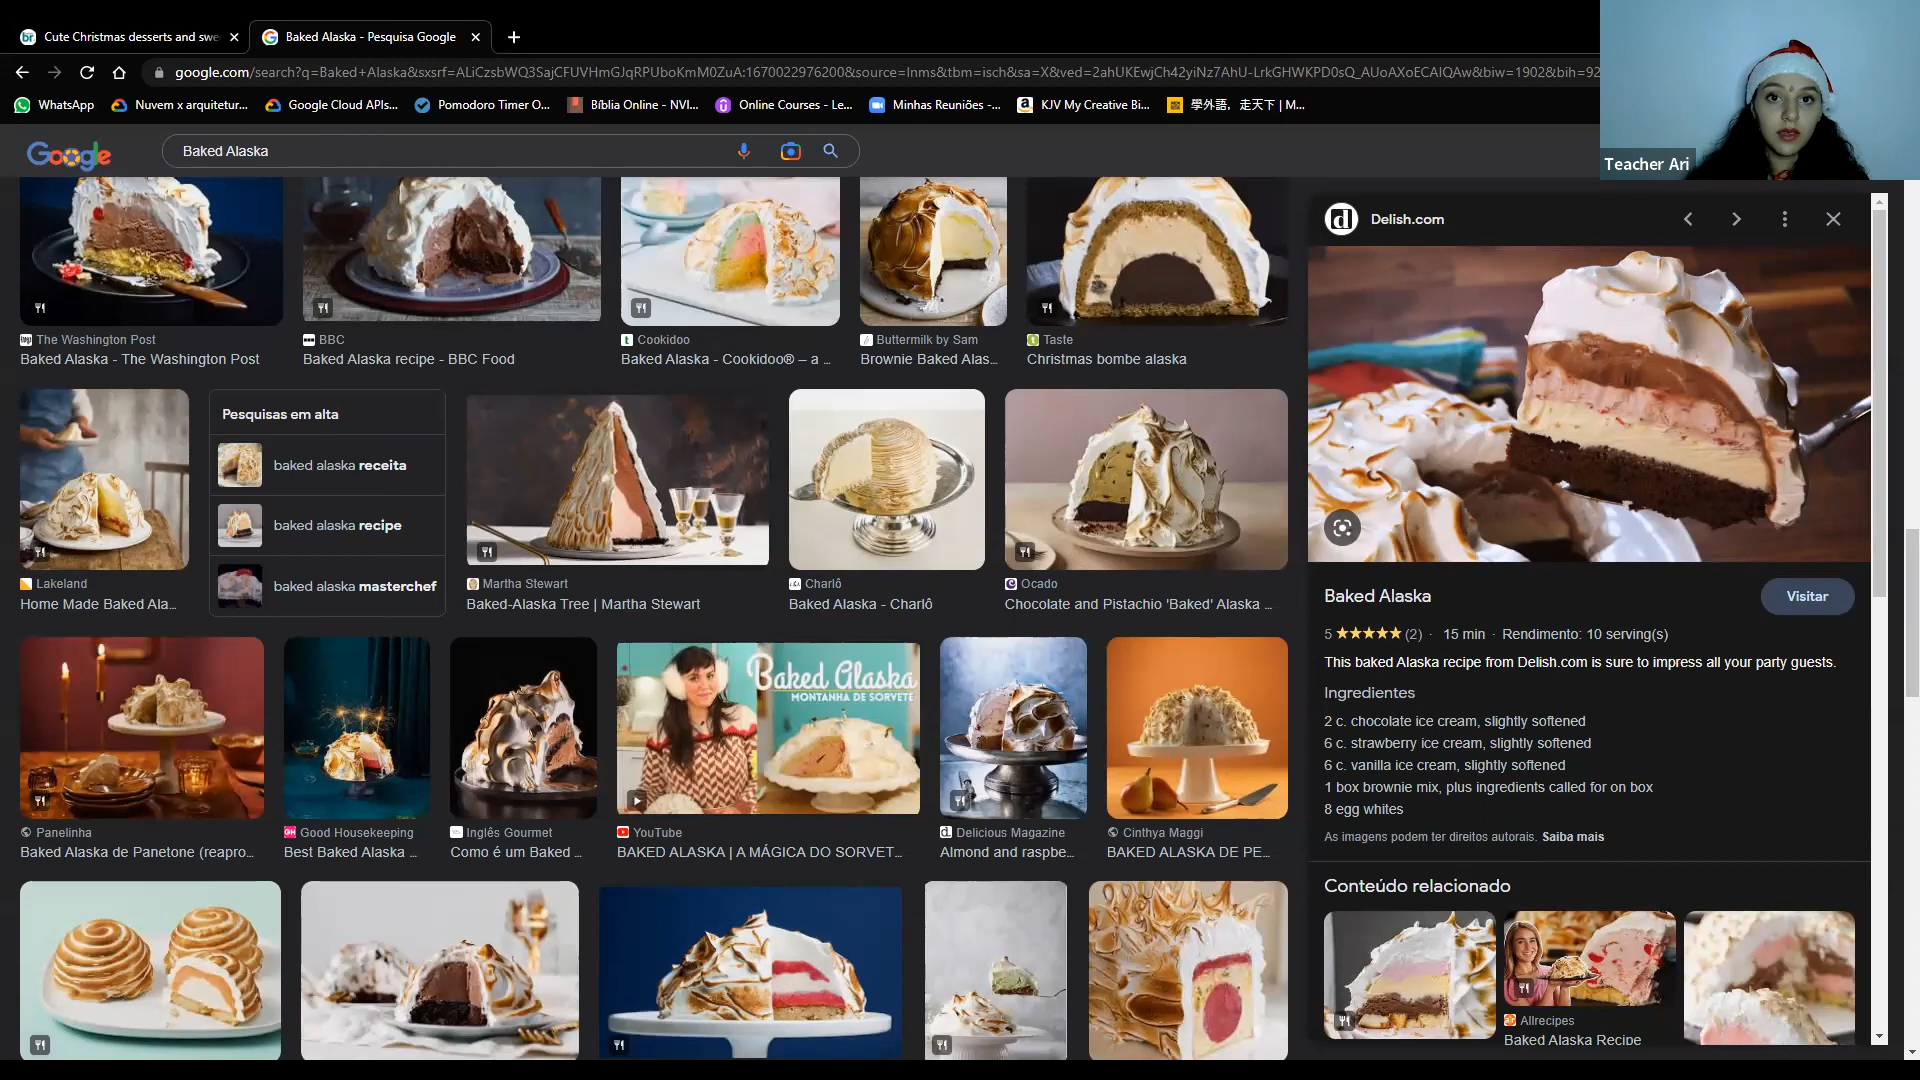 Cute Christmas desserts and swe
Baked Alaska - Pesquisa Google
google.com/search?q=Baked+Alaska&sxsrf=ALiCzsbWQ3SajCFUVHmGJqRPUboKmM0ZuA:1670022976200&source=lnms&tbm=isch&sa=X&ved=2ahUKEwjCh42yiNz7AhU-LrkGHWKPD0sQ_AUoAXoECAIQAw&biw=1902&bih=92
WhatsApp
Nuvem x arquitetur...
Google Cloud APIs...
Pomodoro Timer O...
Bíblia Online - NVI...
Online Courses - Le...
Minhas Reuniões -...
KJV My Creative Bi...
學外語，走天下 | M...
Teacher Ari
Google
Baked Alaska
The Washington Post
Baked Alaska - The Washington Post
BBC
Baked Alaska recipe - BBC Food
Cookidoo
Baked Alaska - Cookidoo® – a ...
Buttermilk by Sam
Brownie Baked Alas...
Taste
Christmas bombe alaska
Lakeland
Home Made Baked Ala...
Pesquisas em alta
baked alaska receita
baked alaska recipe
baked alaska masterchef
Martha Stewart
Baked-Alaska Tree | Martha Stewart
Charlô
Baked Alaska - Charlô
Ocado
Chocolate and Pistachio 'Baked' Alaska ...
Panelinha
Baked Alaska de Panetone (reapro...
Good Housekeeping
Best Baked Alaska ...
Inglês Gourmet
Como é um Baked ...
Baked Alaska
MONTANHA DE SORVETE
YouTube
BAKED ALASKA | A MÁGICA DO SORVET...
Delicious Magazine
Almond and raspbe...
Cinthya Maggi
BAKED ALASKA DE PE...
Delish.com
Baked Alaska
Visitar
5 ★★★★★ (2) · 15 min · Rendimento: 10 serving(s)
This baked Alaska recipe from Delish.com is sure to impress all your party guests.
Ingredientes
2 c. chocolate ice cream, slightly softened
6 c. strawberry ice cream, slightly softened
6 c. vanilla ice cream, slightly softened
1 box brownie mix, plus ingredients called for on box
8 egg whites
As imagens podem ter direitos autorais. Saiba mais
Conteúdo relacionado
Allrecipes
Baked Alaska Recipe